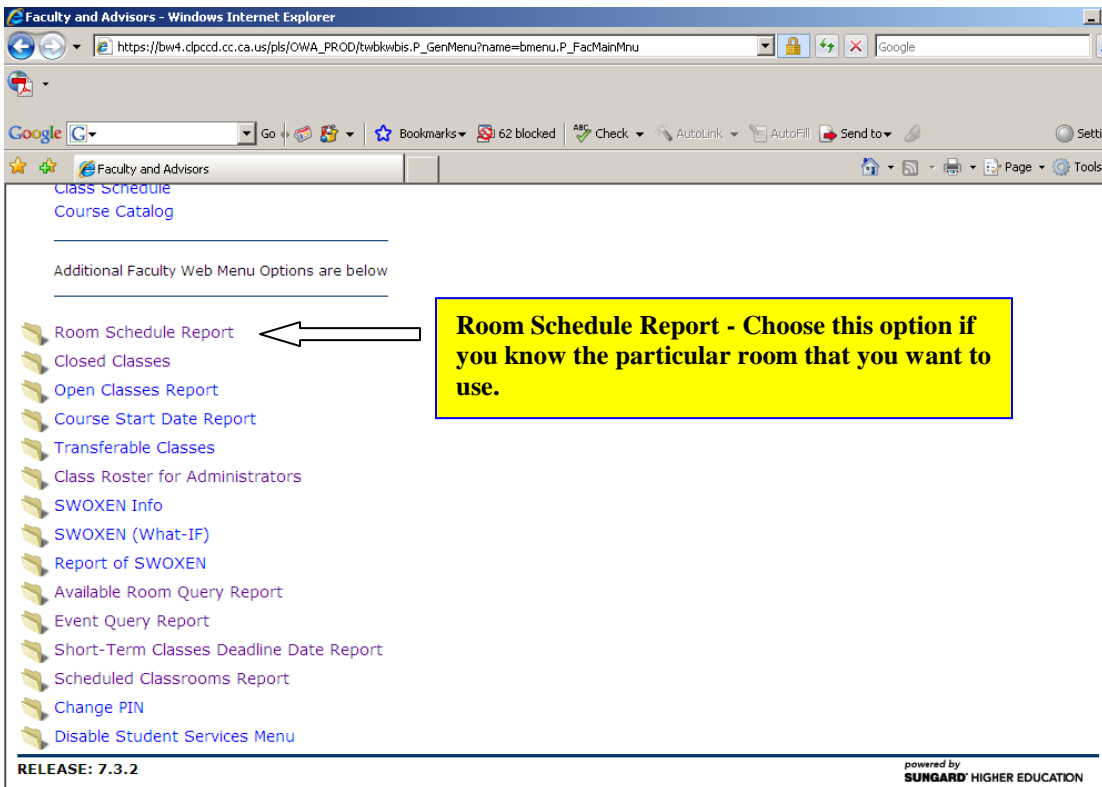 Faculty and Advisors - Windows Internet Explorer
https://bw4.clpccd.cc.ca.us/pls/OWA_PROD/twbkwbis.P_GenMenu?name=bmenu.P_FacMainMnu
Google
Google G Go Bookmarks 62 blocked ABC Check AutoLink AutoFill Send to Setti
Faculty and Advisors Page Tools
Class Schedule
Course Catalog
Additional Faculty Web Menu Options are below
Room Schedule Report
Room Schedule Report - Choose this option if
you know the particular room that you want to
use.
Closed Classes
Open Classes Report
Course Start Date Report
Transferable Classes
Class Roster for Administrators
SWOXEN Info
SWOXEN (What-IF)
Report of SWOXEN
Available Room Query Report
Event Query Report
Short-Term Classes Deadline Date Report
Scheduled Classrooms Report
Change PIN
Disable Student Services Menu
RELEASE: 7.3.2
powered by
SUNGARD HIGHER EDUCATION